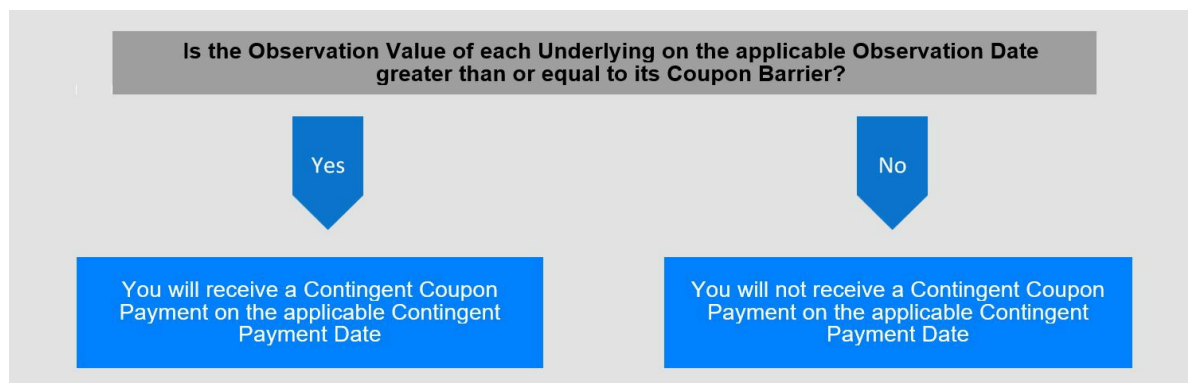 Is the Observation Value of each Underlying on the applicable Observation Date
greater than or equal to its Coupon Barrier?
Yes
No
You will receive a Contingent Coupon
Payment on the applicable Contingent
Payment Date
You will not receive a Contingent Coupon
Payment on the applicable Contingent
Payment Date